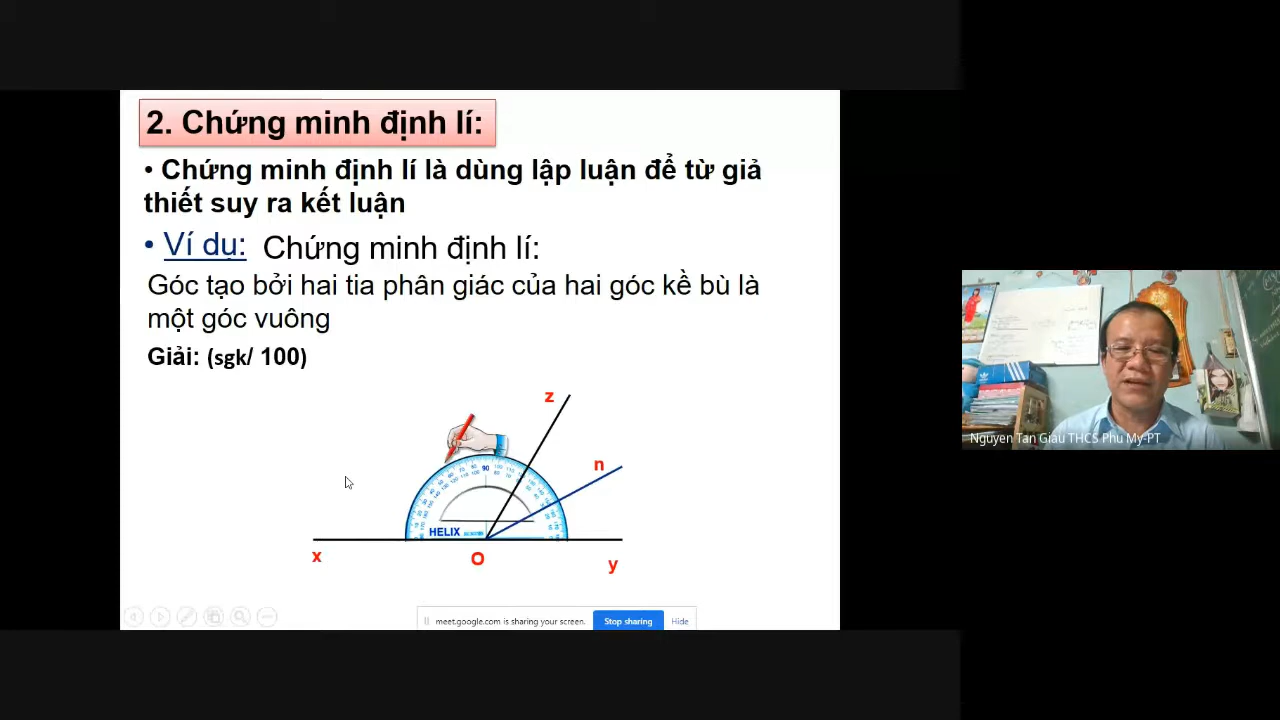 2. Chứng minh định lí:
• Chứng minh định lí là dùng lập luận để từ giả
thiết suy ra kết luận
• Ví dụ: Chứng minh định lí:
Góc tạo bởi hai tia phân giác của hai góc kề bù là
một góc vuông
Giải: (sgk/ 100)
z
n
90
HELIX
x
O
y
Nguyen Tan Giau THCS Phu My-PT
meet.google.com is sharing your screen.
Stop sharing
Hide